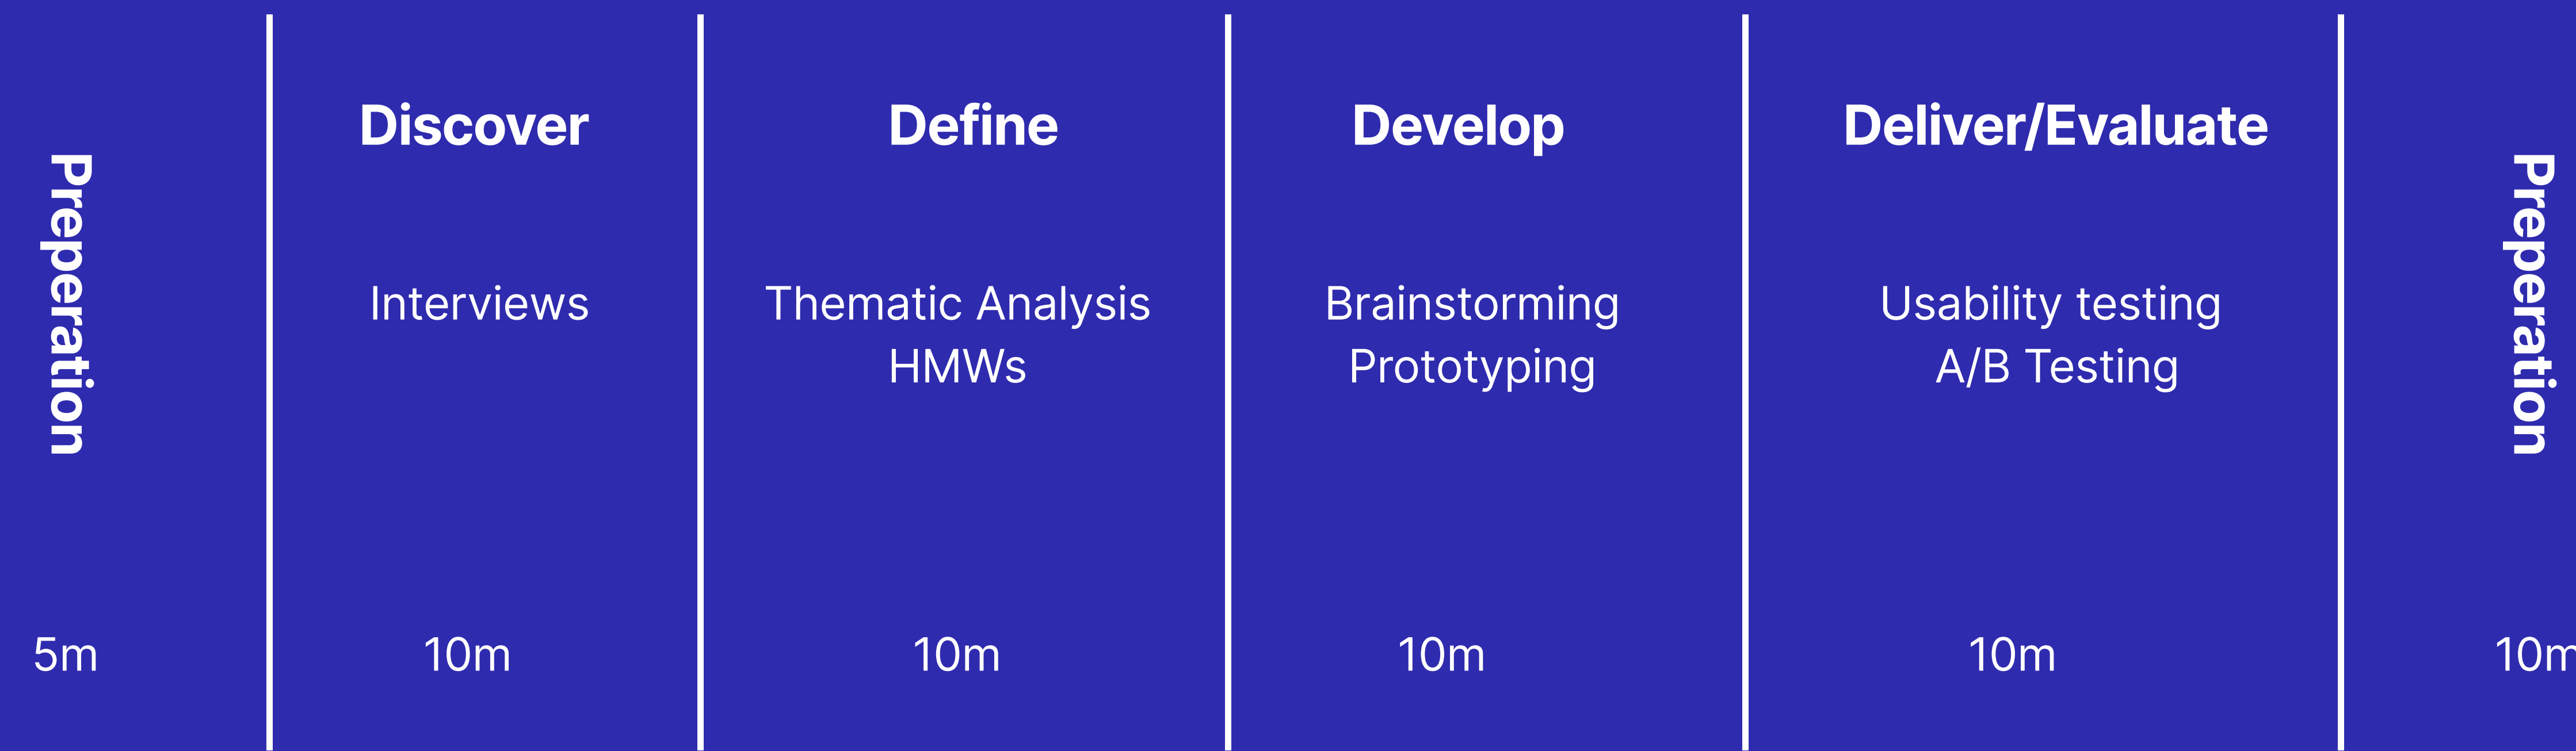 Preperation
5m
Discover
Interviews
10m
Define
Thematic Analysis
HMWs
10m
Develop
Brainstorming
Prototyping
10m
Deliver/Evaluate
Usability testing
A/B Testing
10m
Preperation
10m